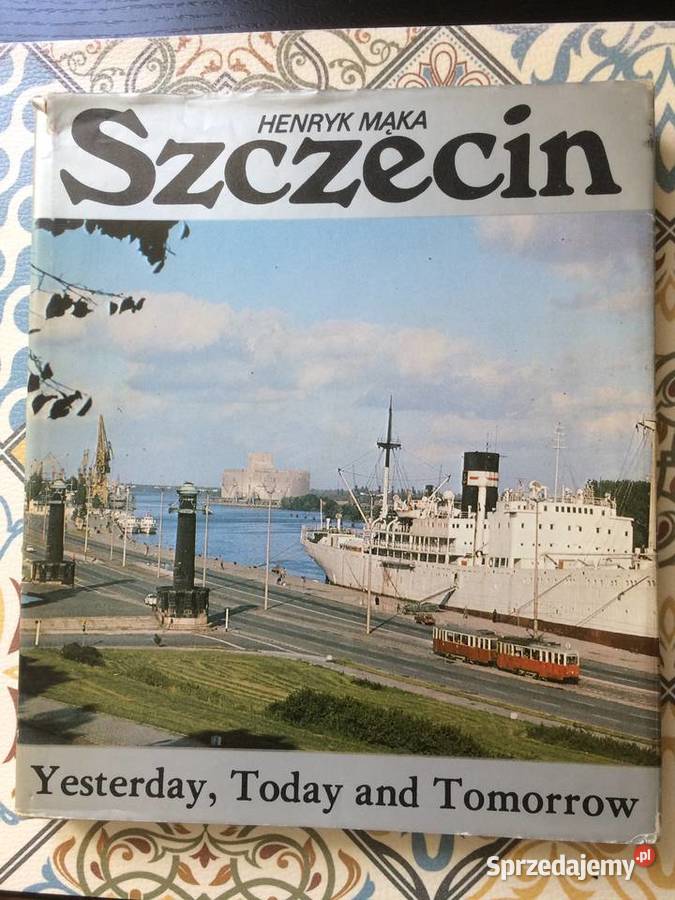 HENRYK MĄKA
Szczecin
Yesterday, Today and Tomorrow
Sprzedajemy.pl